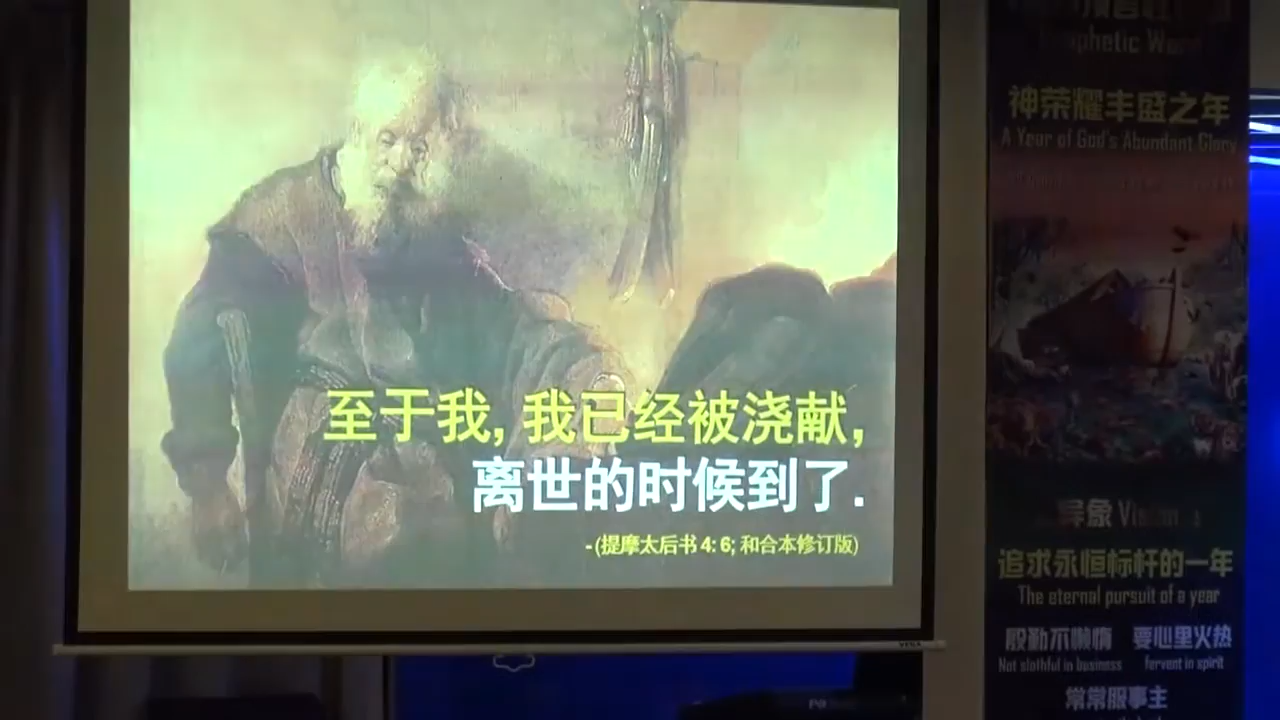 至于我, 我已经被浇献,
离世的时候到了.
- (提摩太后书 4: 6; 和合本修订版)
VEGA
神荣耀丰盛之年
A Year of God's Abundant Glory
异象 Vision
追求永恒标杆的一年
The eternal pursuit of a year
殷勤不懒惰 要心里火热
Not slothful in business fervent in spirit
常常服事主